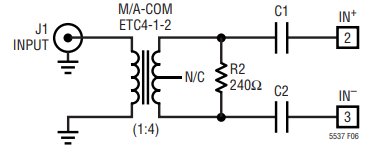 M/A-COM
ETC4-1-2
C1
IN+
J1
INPUT
2
N/C
R2
240Ω
C2
IN−
3
(1:4)
5537 F06